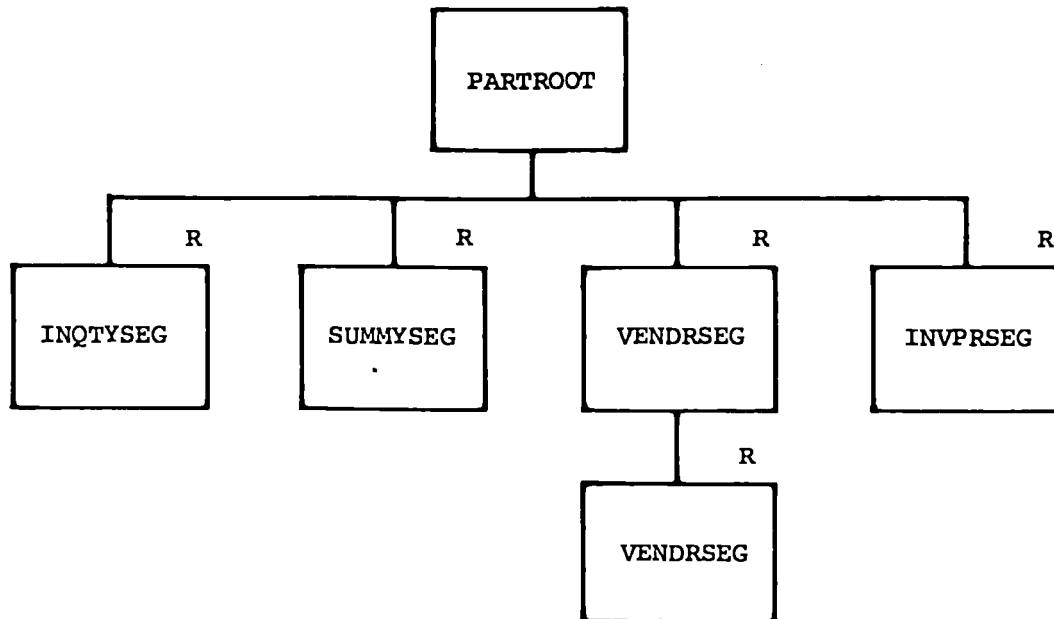 PARTROOT
R R R R
INQTYSEG SUMMYSEG VENDRSEG INVPRSEG
R
VENDRSEG